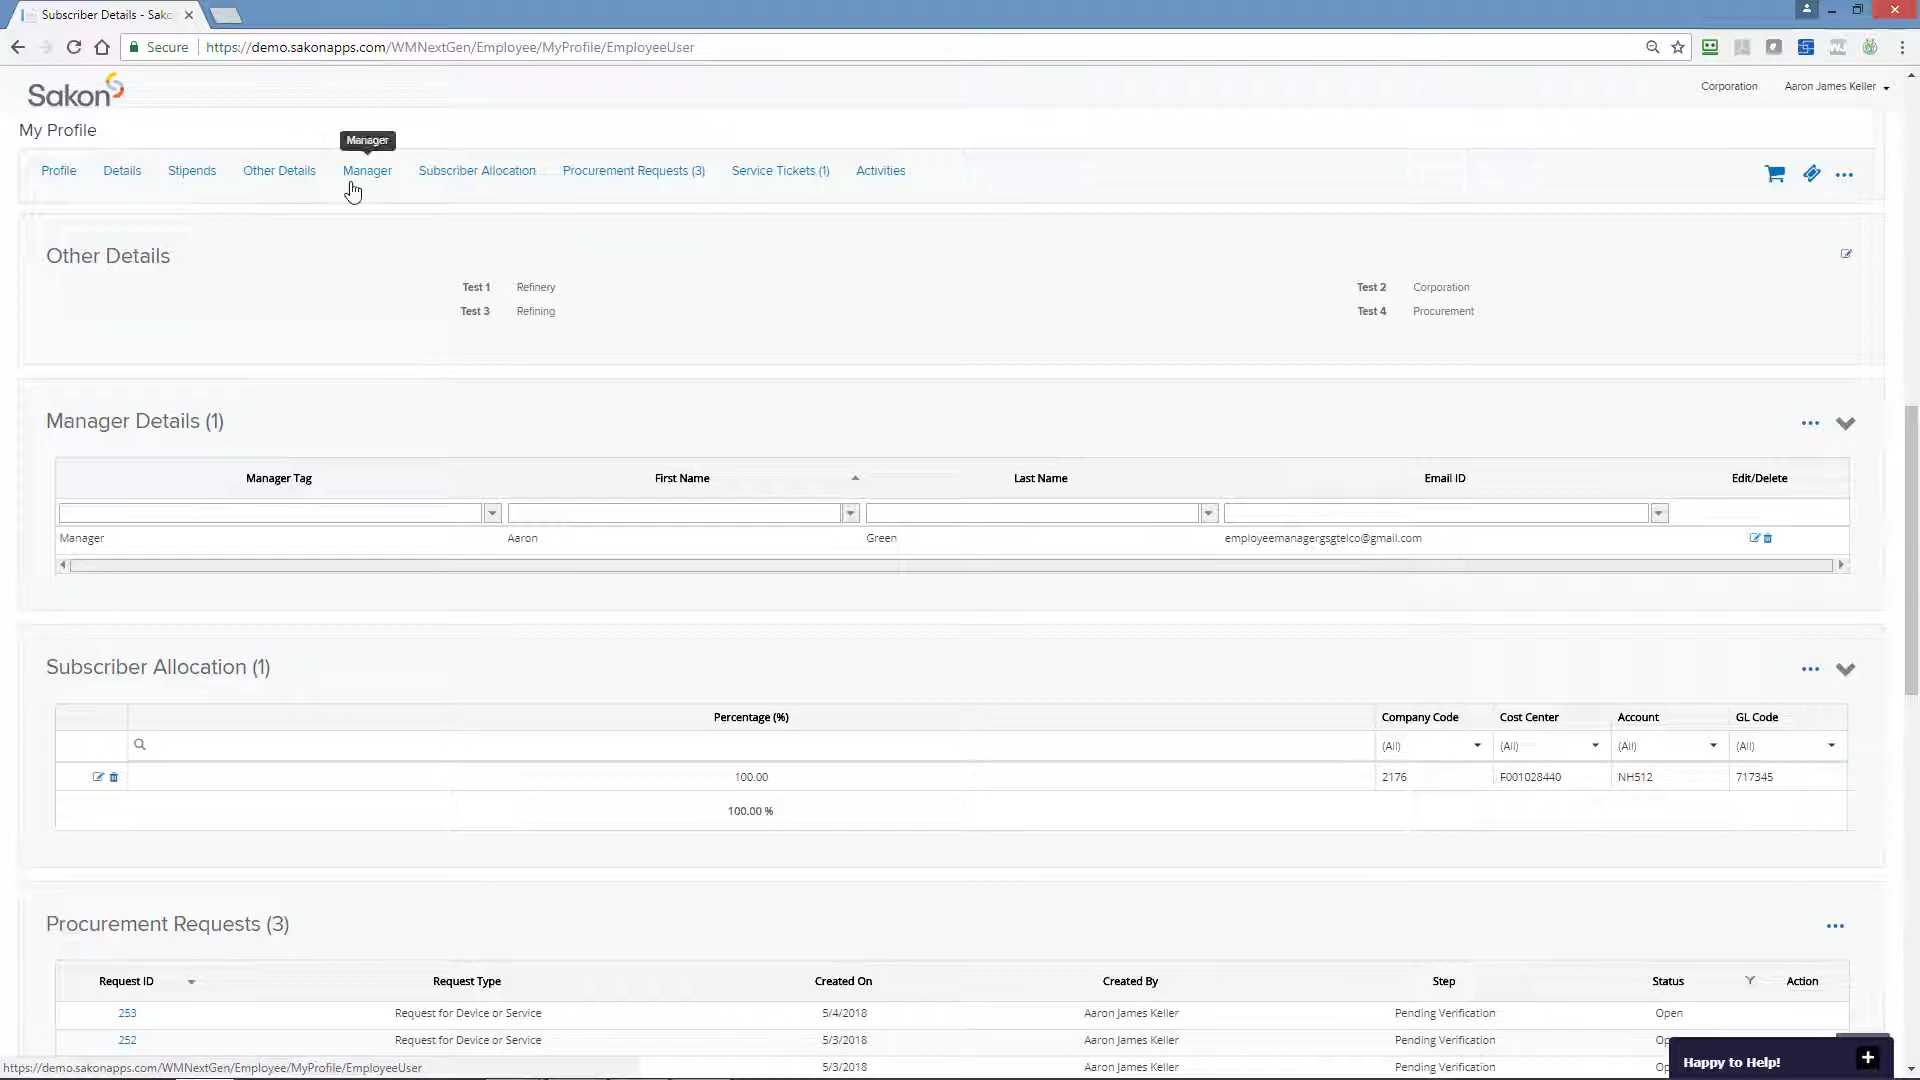 Subscriber Details - Sako
Secure https://demo.sakonapps.com/WMNextGen/Employee/MyProfile/EmployeeUser
Sakon
Corporation Aaron James Keller
My Profile
Manager
Profile Details Stipends Other Details Manager Subscriber Allocation Procurement Requests (3) Service Tickets (1) Activities
Other Details
Test 1 Refinery Test 2 Corporation
Test 3 Refining Test 4 Procurement
Manager Details (1)
Manager Tag First Name Last Name Email ID Edit/Delete
Manager Aaron Green employeemanagergsgtelco@gmail.com
Subscriber Allocation (1)
Percentage (%) Company Code Cost Center Account GL Code
(All) (All) (All) (All)
100.00 2176 F001028440 NH512 717345
100.00 %
Procurement Requests (3)
Request ID Request Type Created On Created By Step Status Action
253 Request for Device or Service 5/4/2018 Aaron James Keller Pending Verification Open
252 Request for Device or Service 5/3/2018 Aaron James Keller Pending Verification Op
Request for Device or Service 5/3/2018 Aaron James Keller Pending Verification Op
https://demo.sakonapps.com/WMNextGen/Employee/MyProfile/EmployeeUser
Happy to Help!